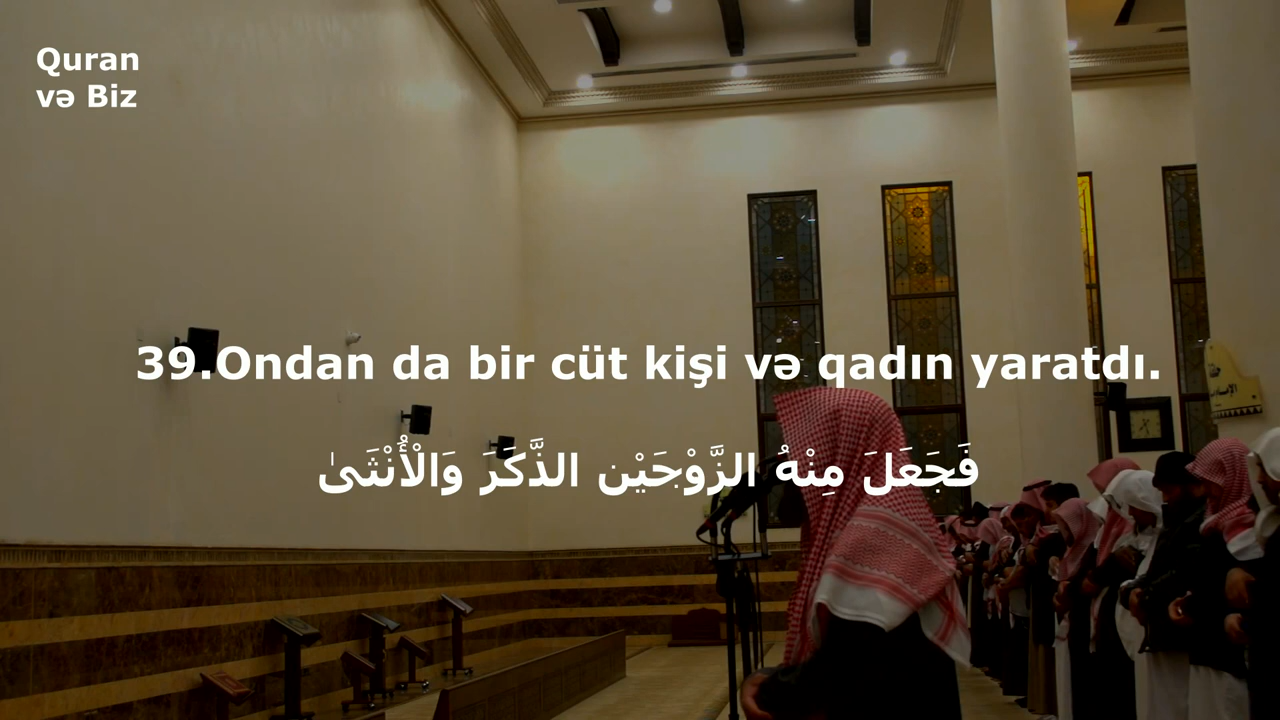 Quran
və Biz
39.Ondan da bir cüt kişi və qadın yaratdı.
فَجَعَلَ مِنْهُ الزَّوْجَيْنِ الذَّكَرَ وَالْأُنْثَىٰ